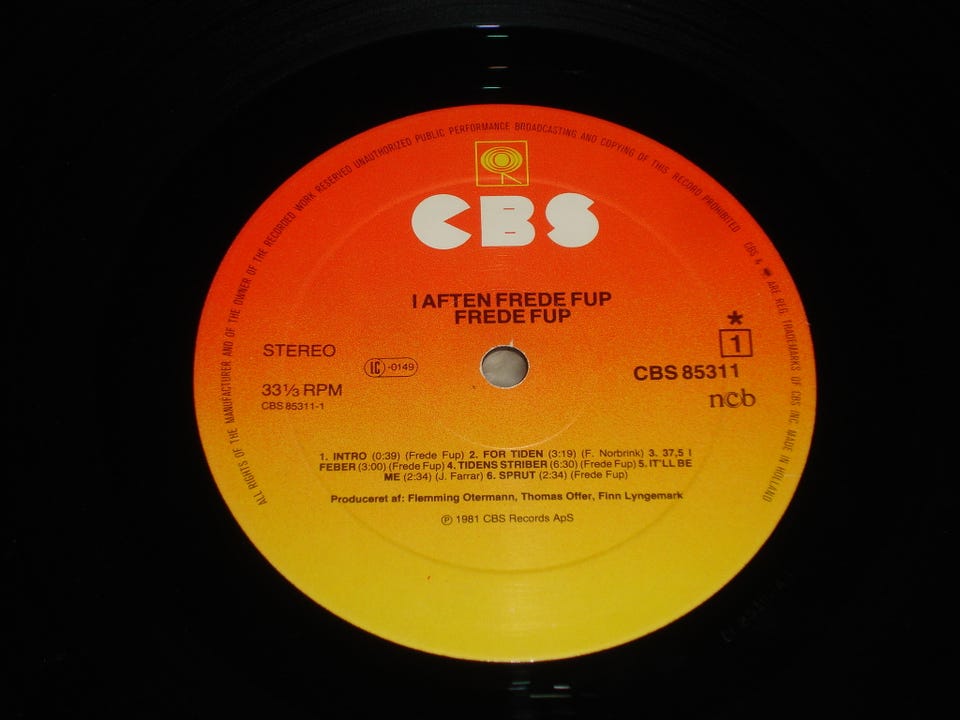 ALL RIGHTS OF THE MANUFACTURER AND OF THE OWNER OF THE RECORDED WORK RESERVED UNAUTHORIZED PUBLIC PERFORMANCE BROADCASTING AND COPYING OF THIS RECORD PROHIBITED
CBS & ARE REG. TRADEMARKS OF CBS INC. MADE IN HOLLAND
CBS
I AFTEN FREDE FUP
FREDE FUP
STEREO
LC -0149
33⅓ RPM
CBS 85311-1
*
1
CBS 85311
ncb
1. INTRO (0:39) (Frede Fup) 2. FOR TIDEN (3:19) (F. Norbrink) 3. 37,5 I
FEBER (3:00) (Frede Fup) 4. TIDENS STRIBER (6:30) (Frede Fup) 5. IT'LL BE
ME (2:34) (J. Farrar) 6. SPRUT (2:34) (Frede Fup)
Produceret af: Flemming Otermann, Thomas Offer, Finn Lyngemark
℗ 1981 CBS Records ApS